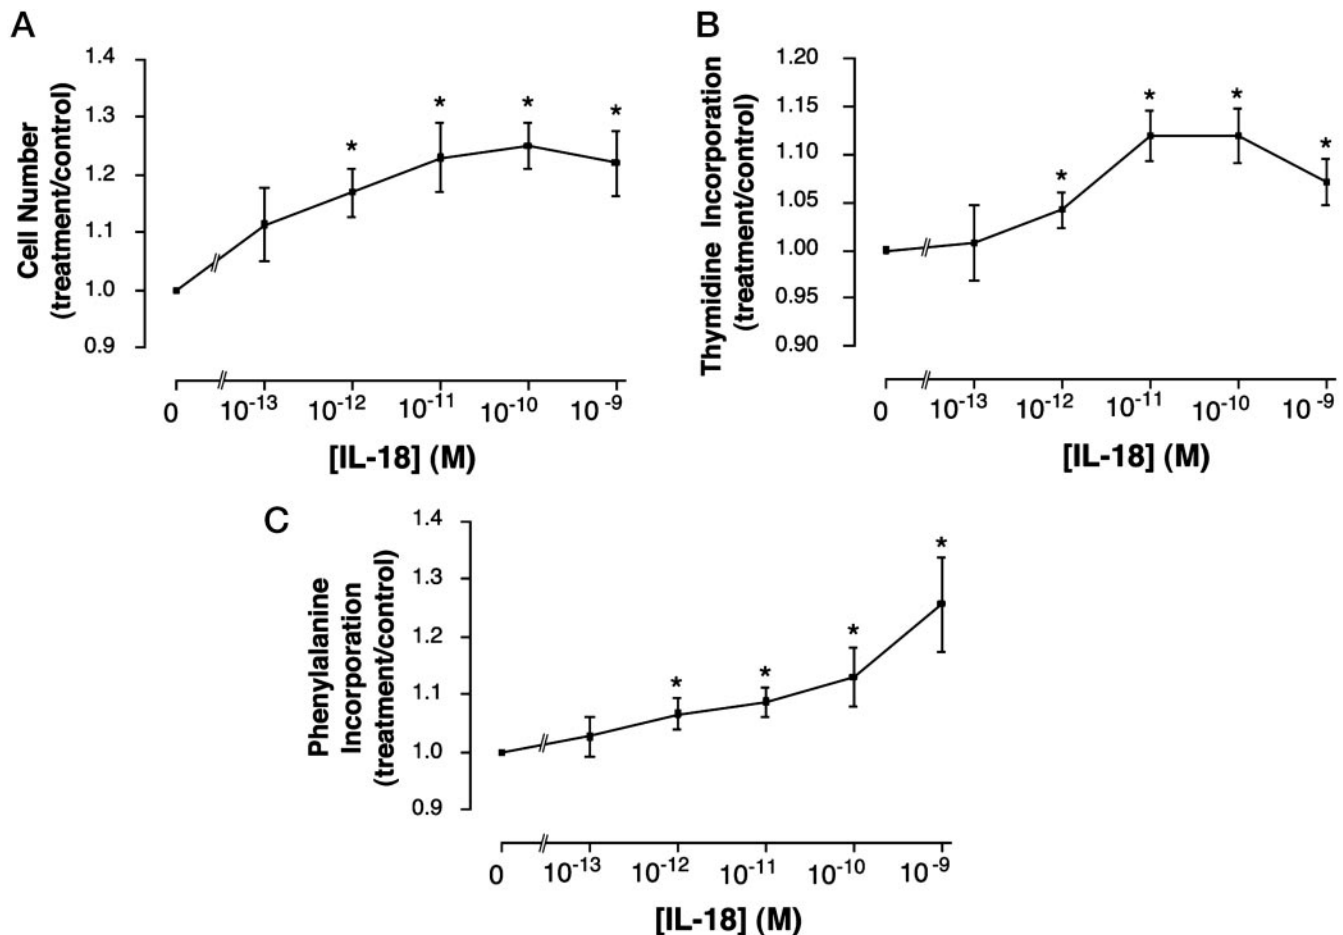 A
Cell Number
(treatment/control)
1.4
1.3
1.2
1.1
1.0
0.9
*
*
*
*
0 10⁻¹³ 10⁻¹² 10⁻¹¹ 10⁻¹⁰ 10⁻⁹
[IL-18] (M)
B
Thymidine Incorporation
(treatment/control)
1.20
1.15
1.10
1.05
1.00
0.95
0.90
*
*
*
*
0 10⁻¹³ 10⁻¹² 10⁻¹¹ 10⁻¹⁰ 10⁻⁹
[IL-18] (M)
C
Phenylalanine
Incorporation
(treatment/control)
1.4
1.3
1.2
1.1
1.0
0.9
*
*
*
*
0 10⁻¹³ 10⁻¹² 10⁻¹¹ 10⁻¹⁰ 10⁻⁹
[IL-18] (M)